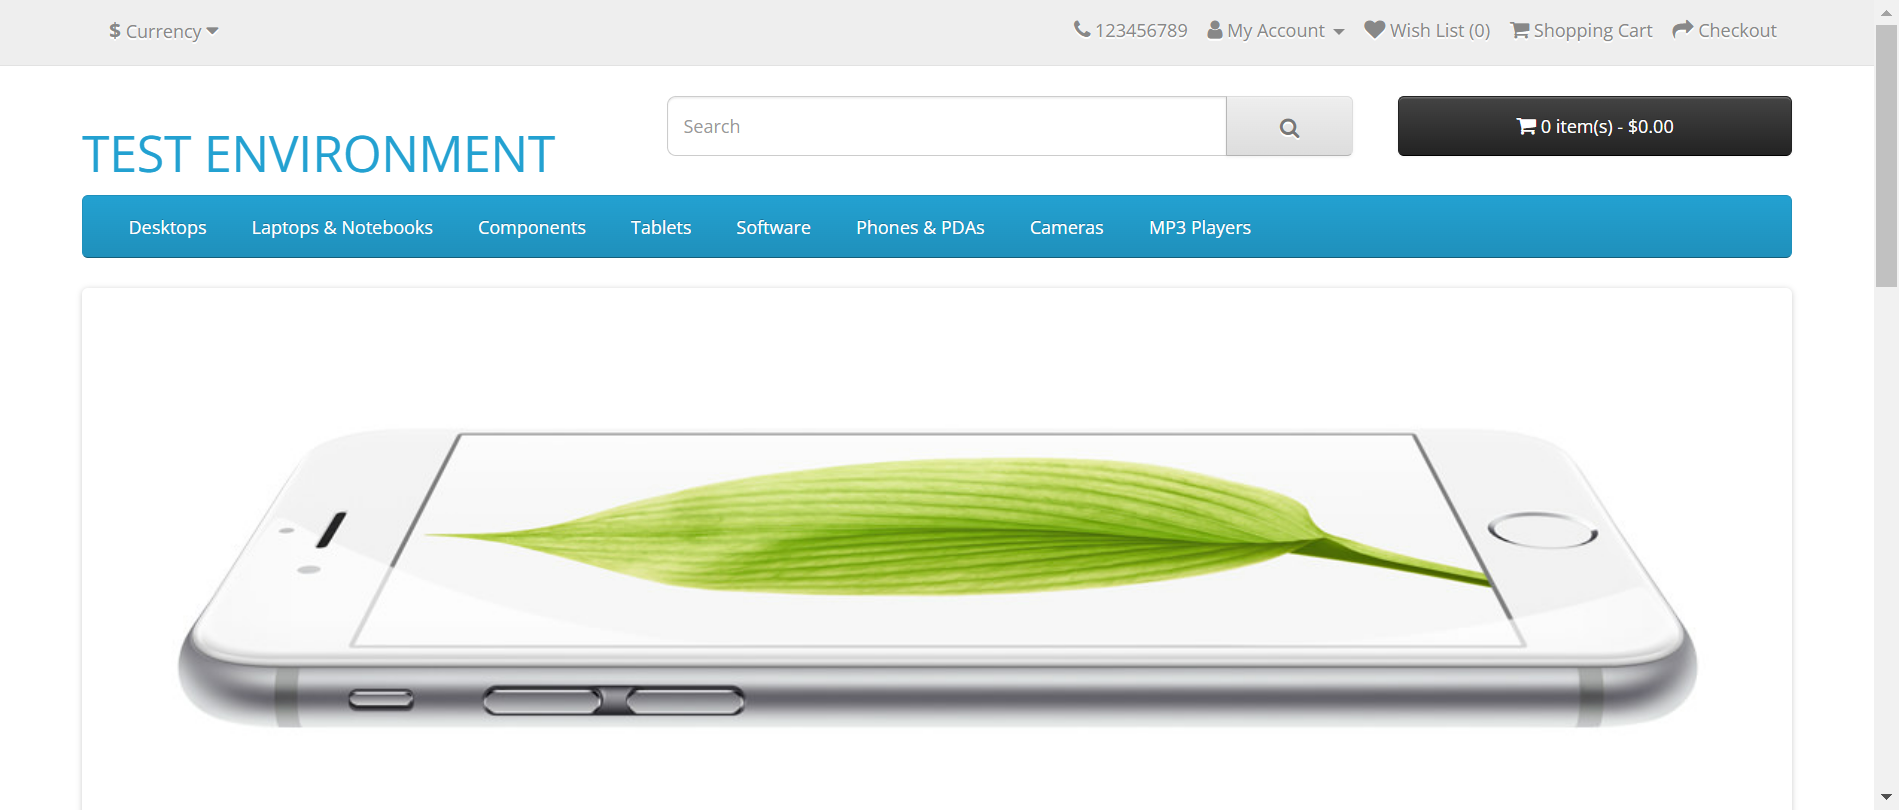 $ Currency
123456789 My Account Wish List (0) Shopping Cart Checkout
TEST ENVIRONMENT
Search
0 item(s) - $0.00
Desktops Laptops & Notebooks Components Tablets Software Phones & PDAs Cameras MP3 Players